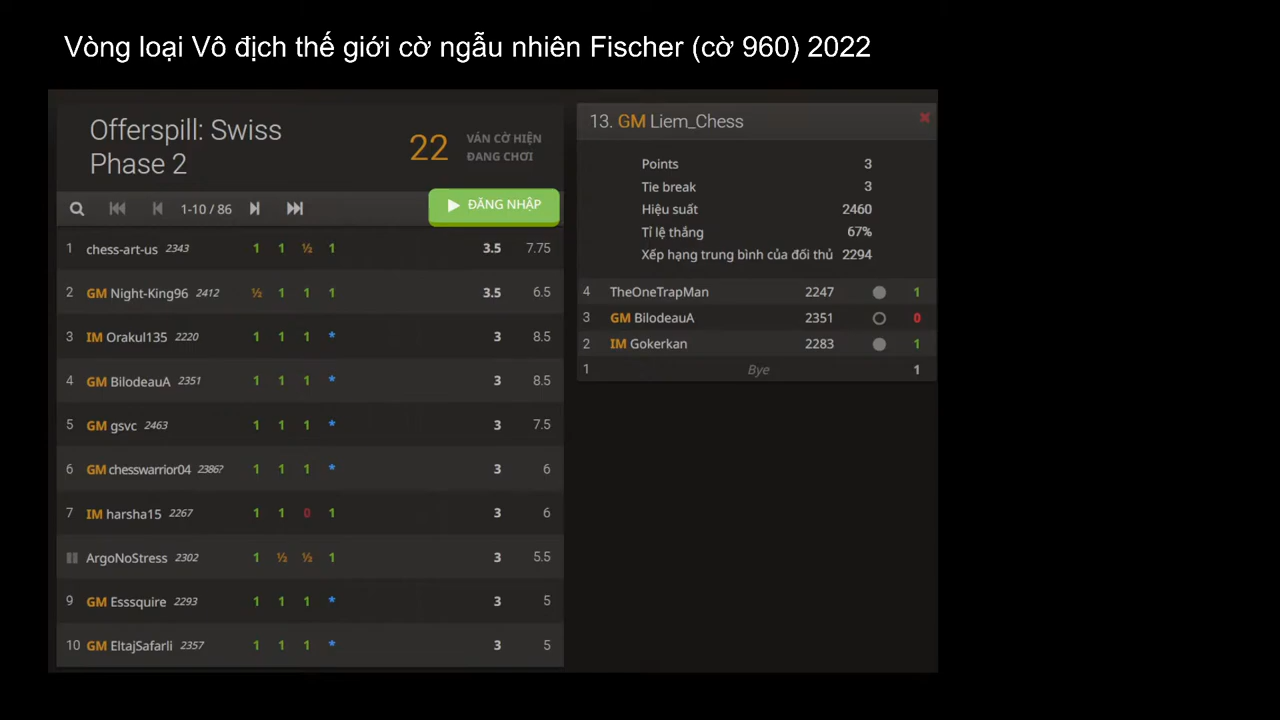 Vòng loại Vô địch thế giới cờ ngẫu nhiên Fischer (cờ 960) 2022
Offerspill: Swiss
Phase 2
22 VÁN CỜ HIỆN
ĐANG CHƠI
1-10 / 86
ĐĂNG NHẬP
1 chess-art-us 2343 1 1 ½ 1 3.5 7.75
2 GM Night-King96 2412 ½ 1 1 1 3.5 6.5
3 IM Orakul135 2220 1 1 1 * 3 8.5
4 GM BilodeauA 2351 1 1 1 * 3 8.5
5 GM gsvc 2463 1 1 1 * 3 7.5
6 GM chesswarrior04 2386? 1 1 1 * 3 6
7 IM harsha15 2267 1 1 0 1 3 6
ArgoNoStress 2302 1 ½ ½ 1 3 5.5
9 GM Esssquire 2293 1 1 1 * 3 5
10 GM EltajSafarli 2357 1 1 1 * 3 5
13. GM Liem_Chess
Points 3
Tie break 3
Hiệu suất 2460
Tỉ lệ thắng 67%
Xếp hạng trung bình của đối thủ 2294
4 TheOneTrapMan 2247 1
3 GM BilodeauA 2351 0
2 IM Gokerkan 2283 1
1 Bye 1